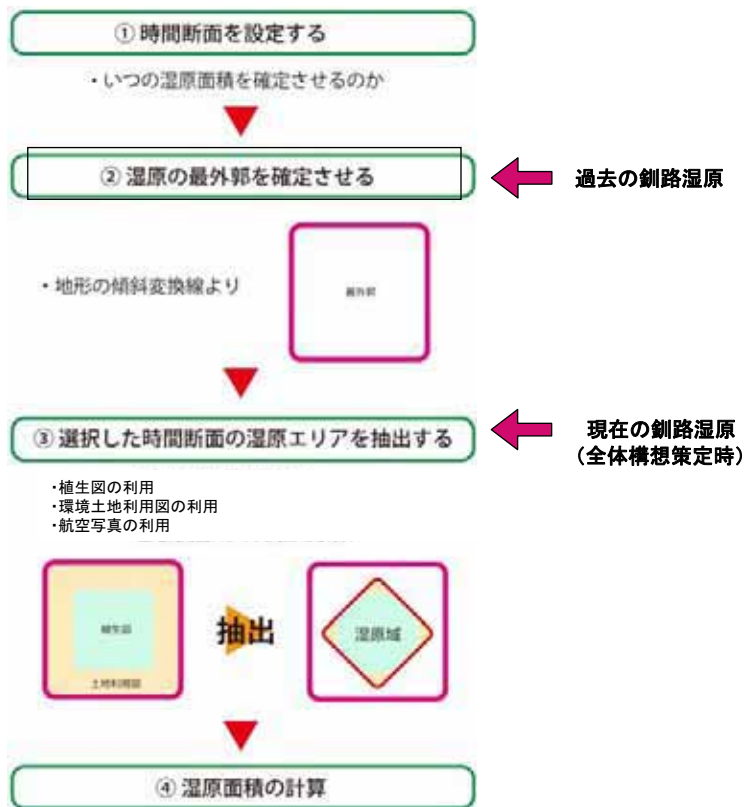 ① 時間断面を設定する
・いつの湿原面積を確定させるのか
② 湿原の最外郭を確定させる
過去の釧路湿原
・地形の傾斜変換線より
最外郭
③ 選択した時間断面の湿原エリアを抽出する
現在の釧路湿原
（全体構想策定時）
・植生図の利用
・環境土地利用図の利用
・航空写真の利用
植生図
抽出
湿原域
土地利用図
④ 湿原面積の計算